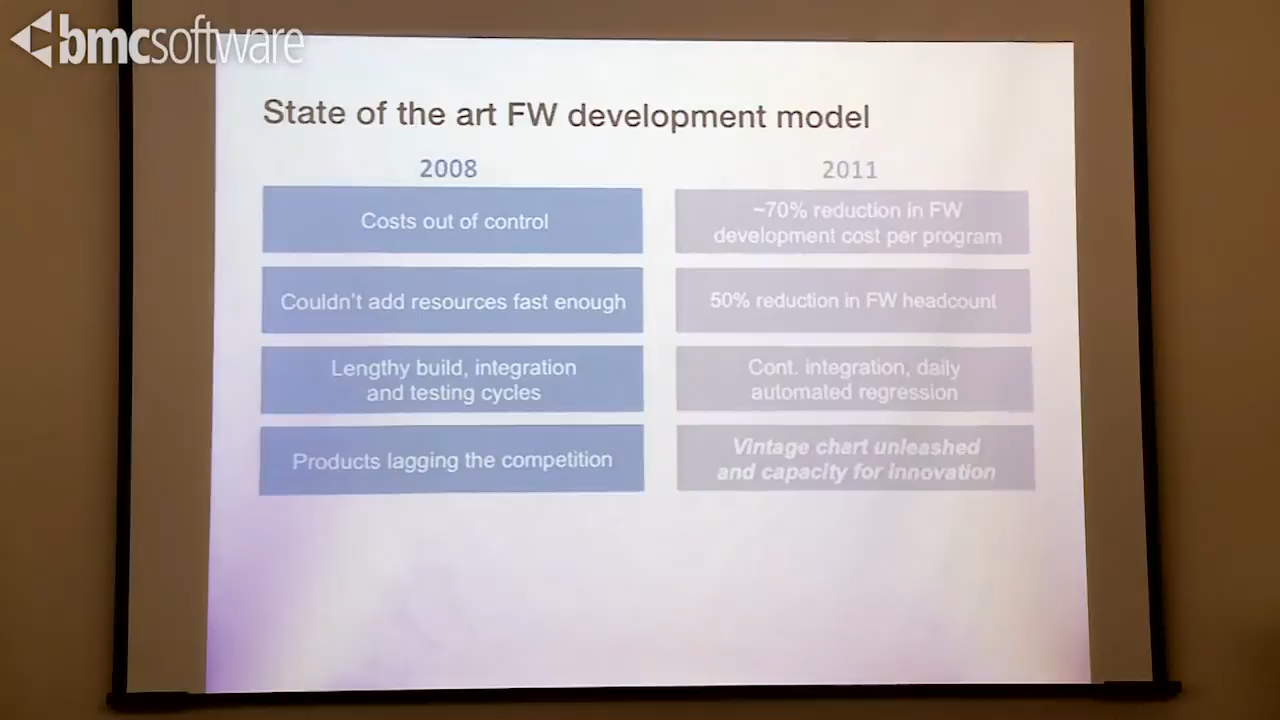 bmcsoftware
State of the art FW development model
2008
2011
Costs out of control
~70% reduction in FW
development cost per program
Couldn't add resources fast enough
50% reduction in FW headcount
Lengthy build, integration
and testing cycles
Cont. integration, daily
automated regression
Products lagging the competition
Vintage chart unleashed
and capacity for innovation